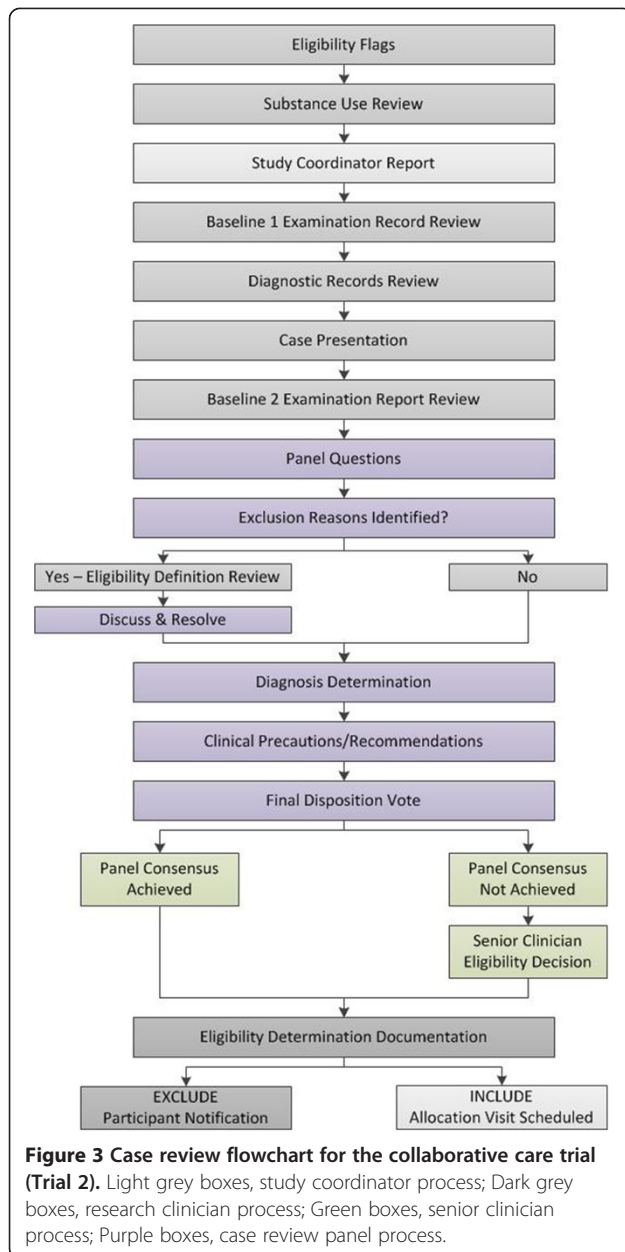 Eligibility Flags
Substance Use Review
Study Coordinator Report
Baseline 1 Examination Record Review
Diagnostic Records Review
Case Presentation
Baseline 2 Examination Report Review
Panel Questions
Exclusion Reasons Identified?
Yes – Eligibility Definition Review
No
Discuss & Resolve
Diagnosis Determination
Clinical Precautions/Recommendations
Final Disposition Vote
Panel Consensus
Achieved
Panel Consensus
Not Achieved
Senior Clinician
Eligibility Decision
Eligibility Determination Documentation
EXCLUDE
Participant Notification
INCLUDE
Allocation Visit Scheduled
Figure 3 Case review flowchart for the collaborative care trial
(Trial 2). Light grey boxes, study coordinator process; Dark grey
boxes, research clinician process; Green boxes, senior clinician
process; Purple boxes, case review panel process.